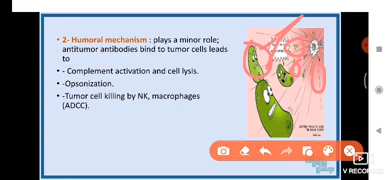 2- Humoral mechanism : plays a minor role;
antitumor antibodies bind to tumor cells leads
to
- Complement activation and cell lysis.
-Opsonization.
-Tumor cell killing by NK, macrophages
(ADCC).
V RECORDER